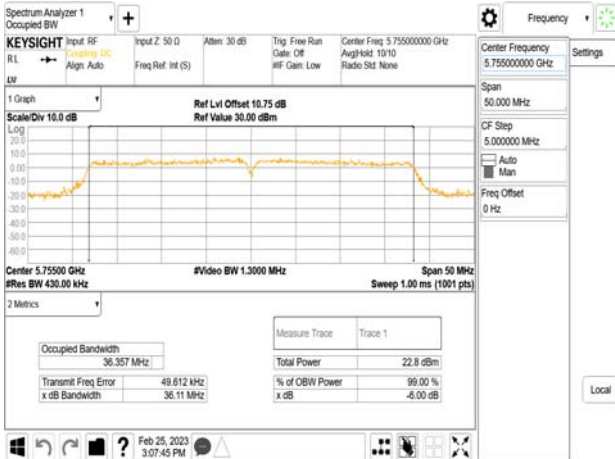 Spectrum Analyzer 1
Occupied BW
Frequency
KEYSIGHT
RL
Input: RF
Coupling: DC
Align: Auto
Input Z: 50 Ω
Freq Ref: Int (S)
Atten: 30 dB
Trig: Free Run
Gate: Off
#IF Gain: Low
Center Freq: 5.755000000 GHz
Avg|Hold: 10/10
Radio Std: None
1 Graph
Scale/Div 10.0 dB
Ref Lvl Offset 10.75 dB
Ref Value 30.00 dBm
Log
20.0
10.0
0.00
-10.0
-20.0
-30.0
-40.0
-50.0
-60.0
Center 5.75500 GHz
#Res BW 430.00 kHz
#Video BW 1.3000 MHz
Span 50 MHz
Sweep 1.00 ms (1001 pts)
2 Metrics
Occupied Bandwidth
36.357 MHz
Transmit Freq Error 49.612 kHz
x dB Bandwidth 36.11 MHz
Measure Trace Trace 1
Total Power 22.8 dBm
% of OBW Power 99.00 %
x dB -6.00 dB
Feb 25, 2023
3:07:45 PM
Center Frequency
5.755000000 GHz
Span
50.000 MHz
CF Step
5.000000 MHz
Auto
Man
Freq Offset
0 Hz
Settings
Local